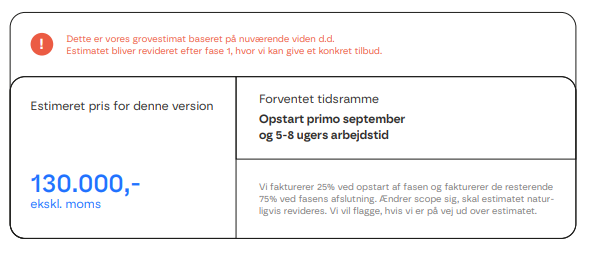 !
Dette er vores grovestimat baseret på nuværende viden d.d.
Estimatet bliver revideret efter fase 1, hvor vi kan give et konkret tilbud.
Estimeret pris for denne version
130.000,-
ekskl. moms
Forventet tidsramme
Opstart primo september
og 5-8 ugers arbejdstid
Vi fakturerer 25% ved opstart af fasen og fakturerer de resterende
75% ved fasens afslutning. Ændrer scope sig, skal estimatet natur-
ligvis revideres. Vi vil flagge, hvis vi er på vej ud over estimatet.